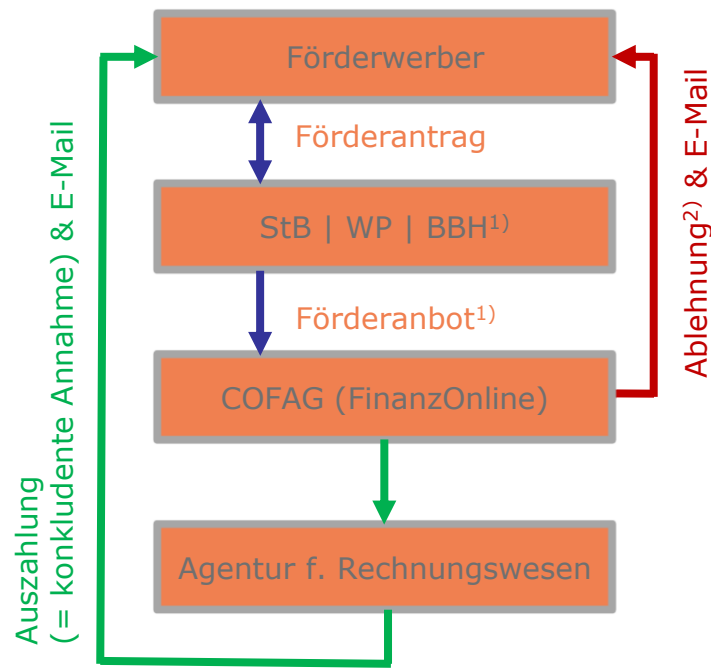 Förderwerber
Förderantrag
StB | WP | BBH¹⁾
Förderanbot¹⁾
COFAG (FinanzOnline)
Agentur f. Rechnungswesen
Auszahlung
(= konkludente Annahme) & E-Mail
Ablehnung²⁾ & E-Mail